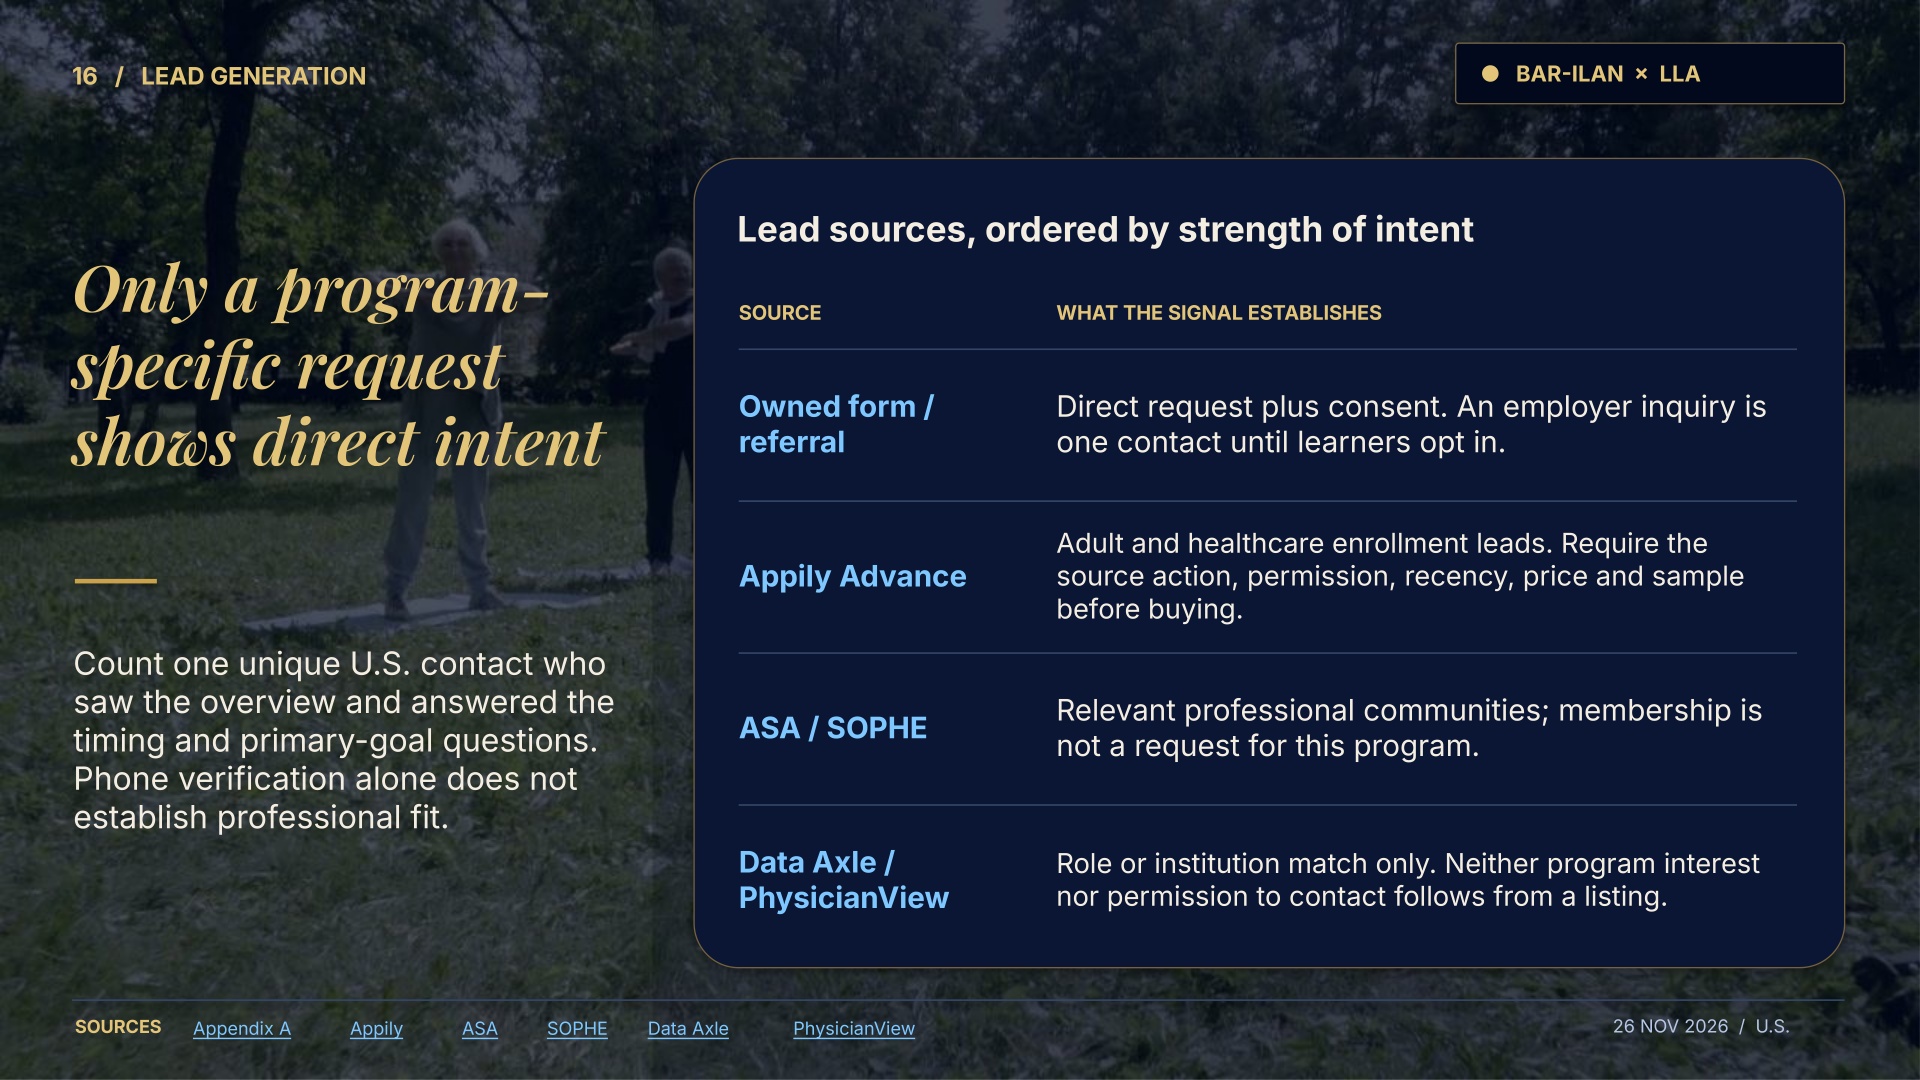 16 / LEAD GENERATION
BAR-ILAN × LLA
Only a program-
specific request
shows direct intent
Count one unique U.S. contact who
saw the overview and answered the
timing and primary-goal questions.
Phone verification alone does not
establish professional fit.
Lead sources, ordered by strength of intent
SOURCE
WHAT THE SIGNAL ESTABLISHES
Owned form /
referral
Direct request plus consent. An employer inquiry is
one contact until learners opt in.
Appily Advance
Adult and healthcare enrollment leads. Require the
source action, permission, recency, price and sample
before buying.
ASA / SOPHE
Relevant professional communities; membership is
not a request for this program.
Data Axle /
PhysicianView
Role or institution match only. Neither program interest
nor permission to contact follows from a listing.
SOURCES Appendix A Appily ASA SOPHE Data Axle PhysicianView
26 NOV 2026 / U.S.